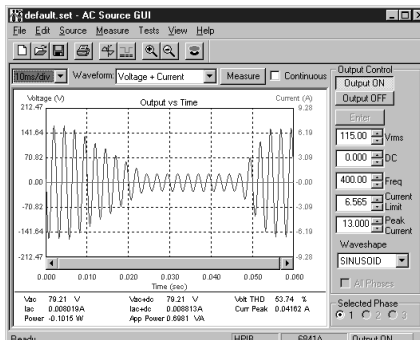 default.set - AC Source GUI
File Edit Source Measure Tests View Help
10ms/div Waveform: Voltage + Current Measure Continuous
Output Control
Output ON
Output OFF
Enter
115.00 Vrms
0.000 DC
400.00 Freq
6.565 Current Limit
13.000 Peak Current
Waveshape
SINUSOID
All Phases
Selected Phase
1 2 3
Voltage (V) Output vs Time Current (A)
212.47 9.28
141.64 6.19
70.82 3.09
0.00 -0.00
-70.82 -3.09
-141.64 -6.19
-212.47 -9.28
0.000 0.010 0.020 0.030 0.040 0.050 0.060
Time (sec)
Vac 79.21 V Vac+dc 79.21 V Volt THD 53.74 %
Iac 0.008019A Iac+dc 0.008813A Curr Peak 0.04162 A
Power -0.1015 W App Power 0.6981 VA
Ready HPIB 6841A Output ON